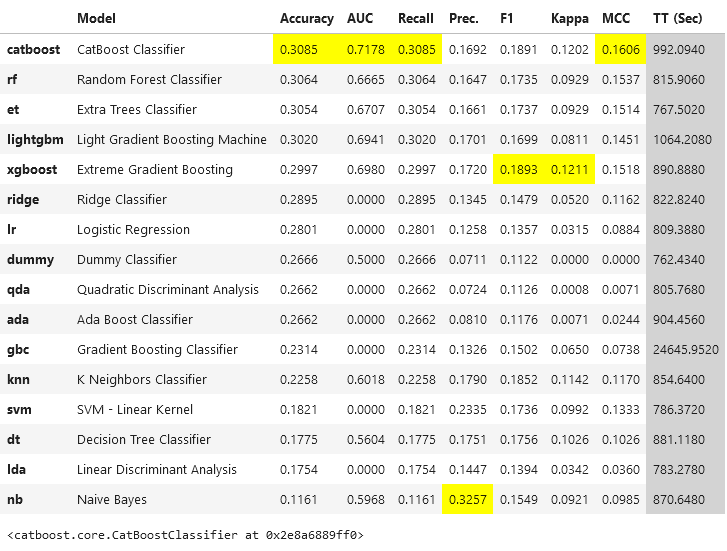 Model Accuracy AUC Recall Prec. F1 Kappa MCC TT (Sec)
catboost CatBoost Classifier 0.3085 0.7178 0.3085 0.1692 0.1891 0.1202 0.1606 992.0940
rf Random Forest Classifier 0.3064 0.6665 0.3064 0.1647 0.1735 0.0929 0.1537 815.9060
et Extra Trees Classifier 0.3054 0.6707 0.3054 0.1661 0.1737 0.0929 0.1514 767.5020
lightgbm Light Gradient Boosting Machine 0.3020 0.6941 0.3020 0.1701 0.1699 0.0811 0.1451 1064.2080
xgboost Extreme Gradient Boosting 0.2997 0.6980 0.2997 0.1720 0.1893 0.1211 0.1518 890.8880
ridge Ridge Classifier 0.2895 0.0000 0.2895 0.1345 0.1479 0.0520 0.1162 822.8240
lr Logistic Regression 0.2801 0.0000 0.2801 0.1258 0.1357 0.0315 0.0884 809.3880
dummy Dummy Classifier 0.2666 0.5000 0.2666 0.0711 0.1122 0.0000 0.0000 762.4340
qda Quadratic Discriminant Analysis 0.2662 0.0000 0.2662 0.0724 0.1126 0.0008 0.0071 805.7680
ada Ada Boost Classifier 0.2662 0.0000 0.2662 0.0810 0.1176 0.0071 0.0244 904.4560
gbc Gradient Boosting Classifier 0.2314 0.0000 0.2314 0.1326 0.1502 0.0650 0.0738 24645.9520
knn K Neighbors Classifier 0.2258 0.6018 0.2258 0.1790 0.1852 0.1142 0.1170 854.6400
svm SVM - Linear Kernel 0.1821 0.0000 0.1821 0.2335 0.1736 0.0992 0.1333 786.3720
dt Decision Tree Classifier 0.1775 0.5604 0.1775 0.1751 0.1756 0.1026 0.1026 881.1180
lda Linear Discriminant Analysis 0.1754 0.0000 0.1754 0.1447 0.1394 0.0342 0.0360 783.2780
nb Naive Bayes 0.1161 0.5968 0.1161 0.3257 0.1549 0.0921 0.0985 870.6480
<catboost.core.CatBoostClassifier at 0x2e8a6889ff0>